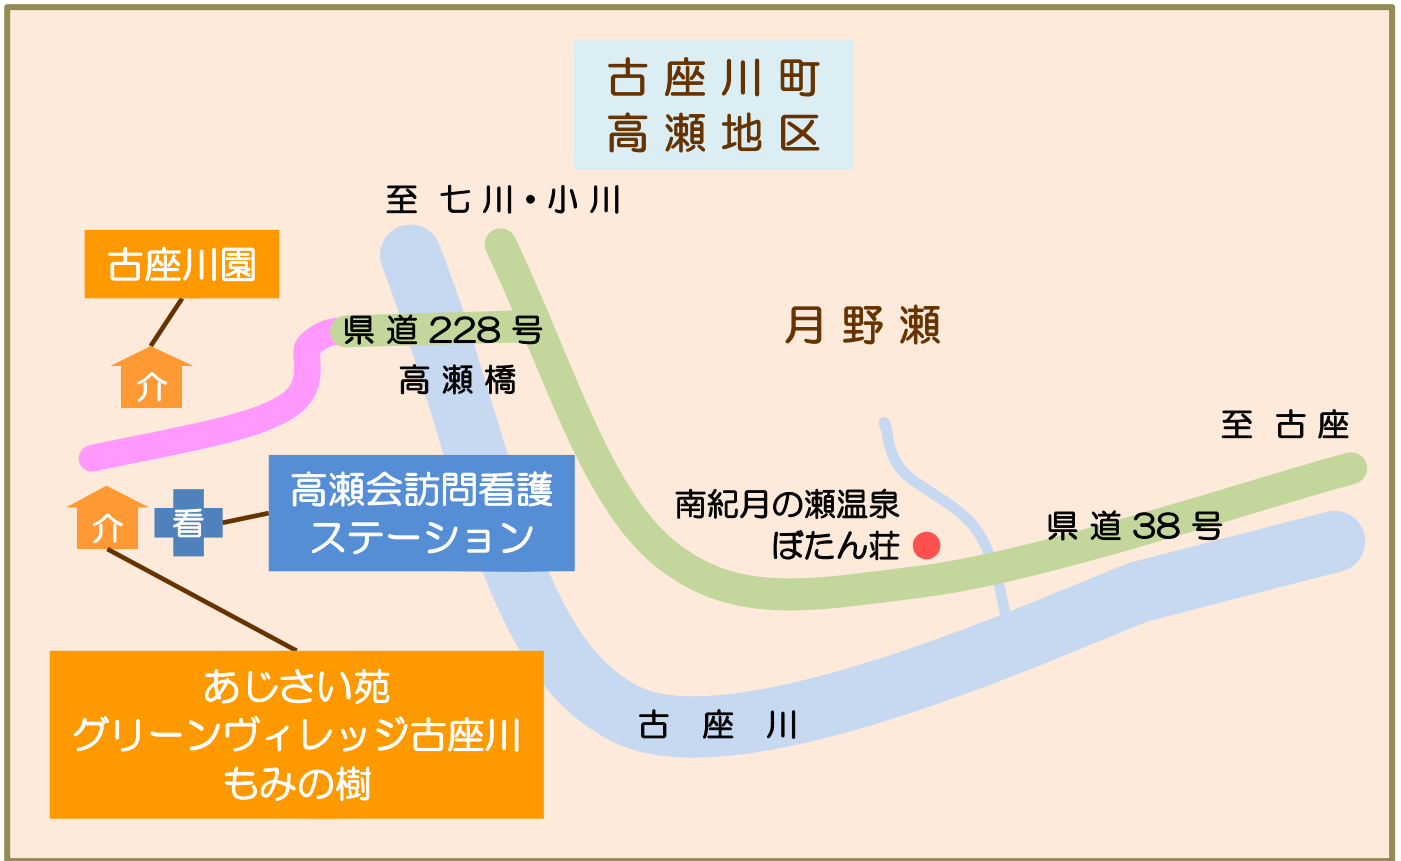 古座川町
高瀬地区
至 七川・小川
古座川園
県道228号
月野瀬
介
高瀬橋
至 古座
高瀬会訪問看護
ステーション
南紀月の瀬温泉
ぼたん荘
県道38号
介
看
あじさい苑
グリーンヴィレッジ古座川
もみの樹
古座川